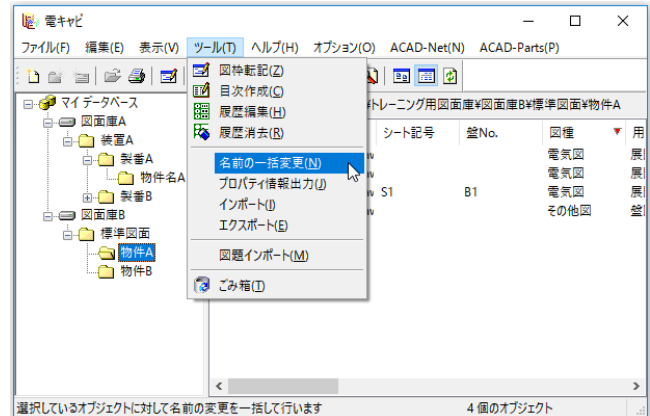 電キャビ
ファイル(F) 編集(E) 表示(V) ツール(T) ヘルプ(H) オプション(O) ACAD-Net(N) ACAD-Parts(P)
図枠転記(Z)
目次作成(C)
履歴編集(H)
履歴消去(R)
名前の一括変更(N)
プロパティ情報出力(J)
インポート(I)
エクスポート(E)
図題インポート(M)
ごみ箱(T)
マイ データベース
図面庫A
装置A
製番A
物件名A
製番B
図面庫B
標準図面
物件A
物件B
トレーニング用図面庫¥図面庫B¥標準図面¥物件A
シート記号 盤No. 図種 用
電気図 展
電気図 展
S1 B1 電気図 展
その他図 盤
選択しているオブジェクトに対して名前の変更を一括して行います 4 個のオブジェクト